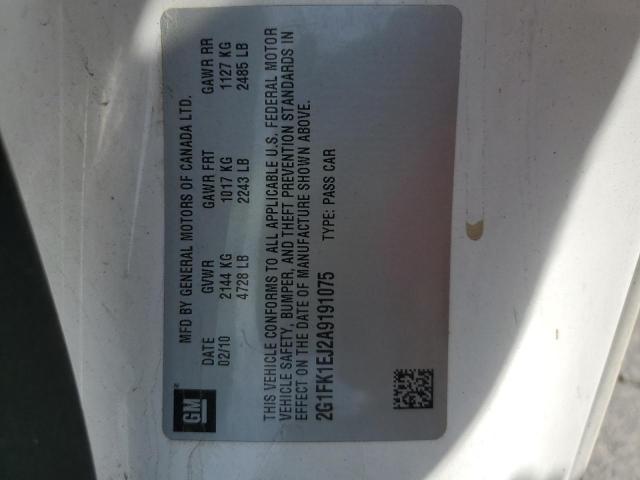 GM®
MFD BY GENERAL MOTORS OF CANADA LTD.
DATE GVWR GAWR FRT GAWR RR
02/10 2144 KG 1017 KG 1127 KG
4728 LB 2243 LB 2485 LB
THIS VEHICLE CONFORMS TO ALL APPLICABLE U.S. FEDERAL MOTOR
VEHICLE SAFETY, BUMPER, AND THEFT PREVENTION STANDARDS IN
EFFECT ON THE DATE OF MANUFACTURE SHOWN ABOVE.
2G1FK1EJ2A9191075 TYPE: PASS CAR